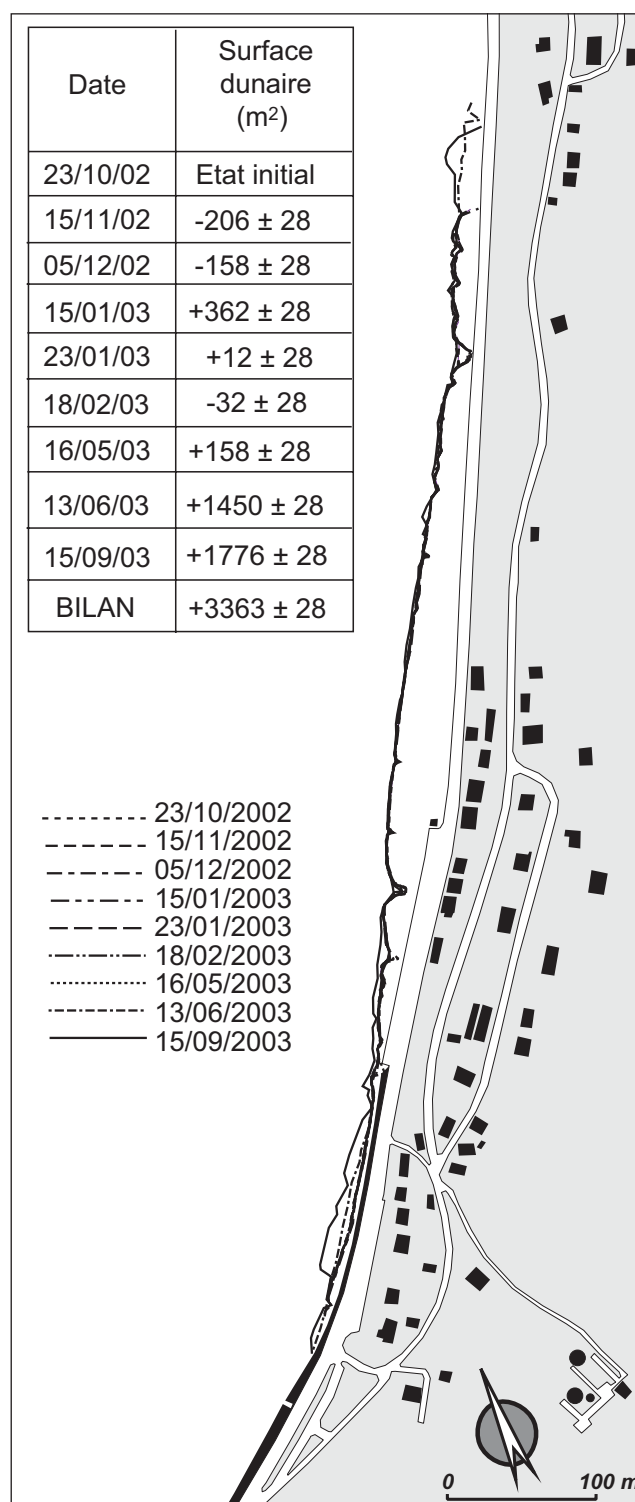 Date Surface
dunaire
(m²)
23/10/02 Etat initial
15/11/02 -206 ± 28
05/12/02 -158 ± 28
15/01/03 +362 ± 28
23/01/03 +12 ± 28
18/02/03 -32 ± 28
16/05/03 +158 ± 28
13/06/03 +1450 ± 28
15/09/03 +1776 ± 28
BILAN +3363 ± 28
23/10/2002
15/11/2002
05/12/2002
15/01/2003
23/01/2003
18/02/2003
16/05/2003
13/06/2003
15/09/2003
0 100 m